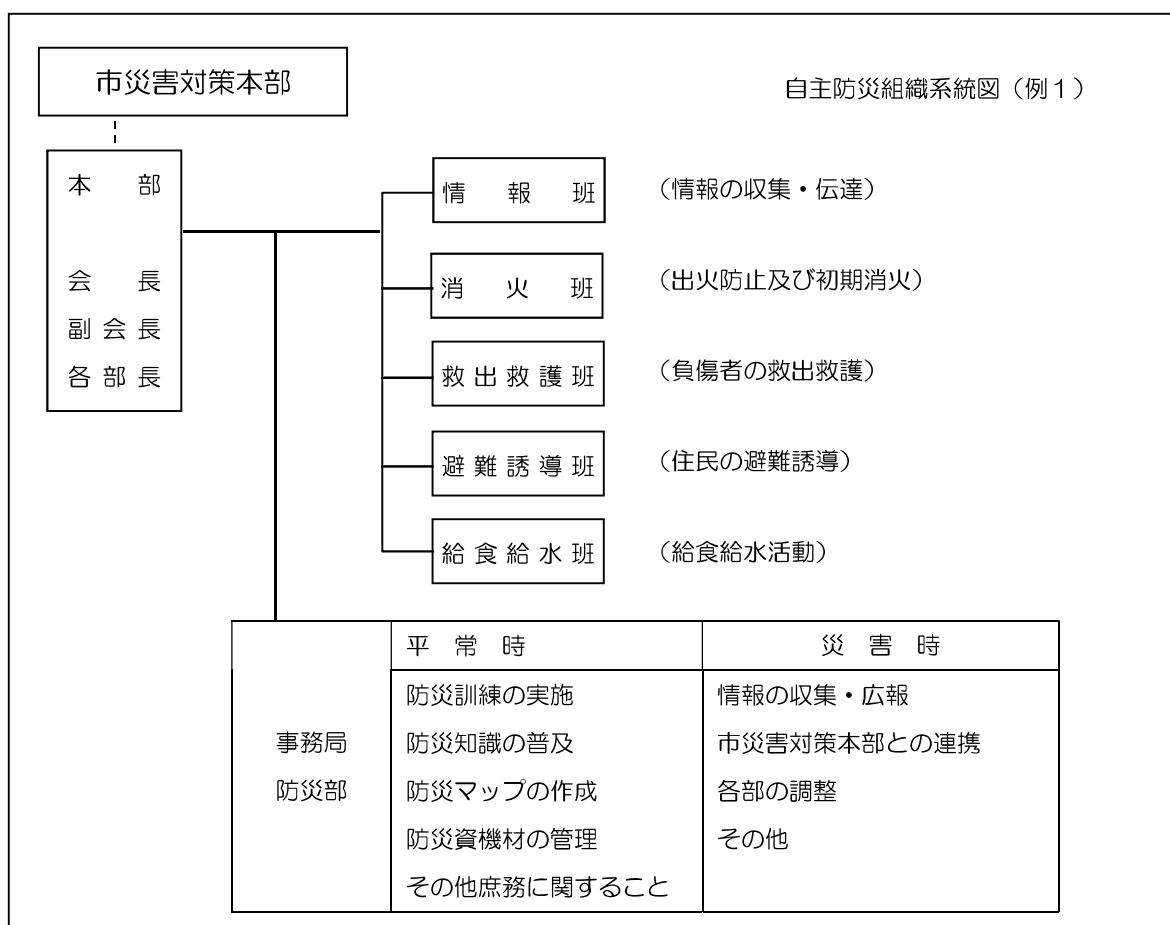 市災害対策本部
自主防災組織系統図（例１）
本部
会長
副会長
各部長
情報班
（情報の収集・伝達）
消火班
（出火防止及び初期消火）
救出救護班
（負傷者の救出救護）
避難誘導班
（住民の避難誘導）
給食給水班
（給食給水活動）
事務局
防災部
平常時
防災訓練の実施
防災知識の普及
防災マップの作成
防災資機材の管理
その他庶務に関すること
災害時
情報の収集・広報
市災害対策本部との連携
各部の調整
その他